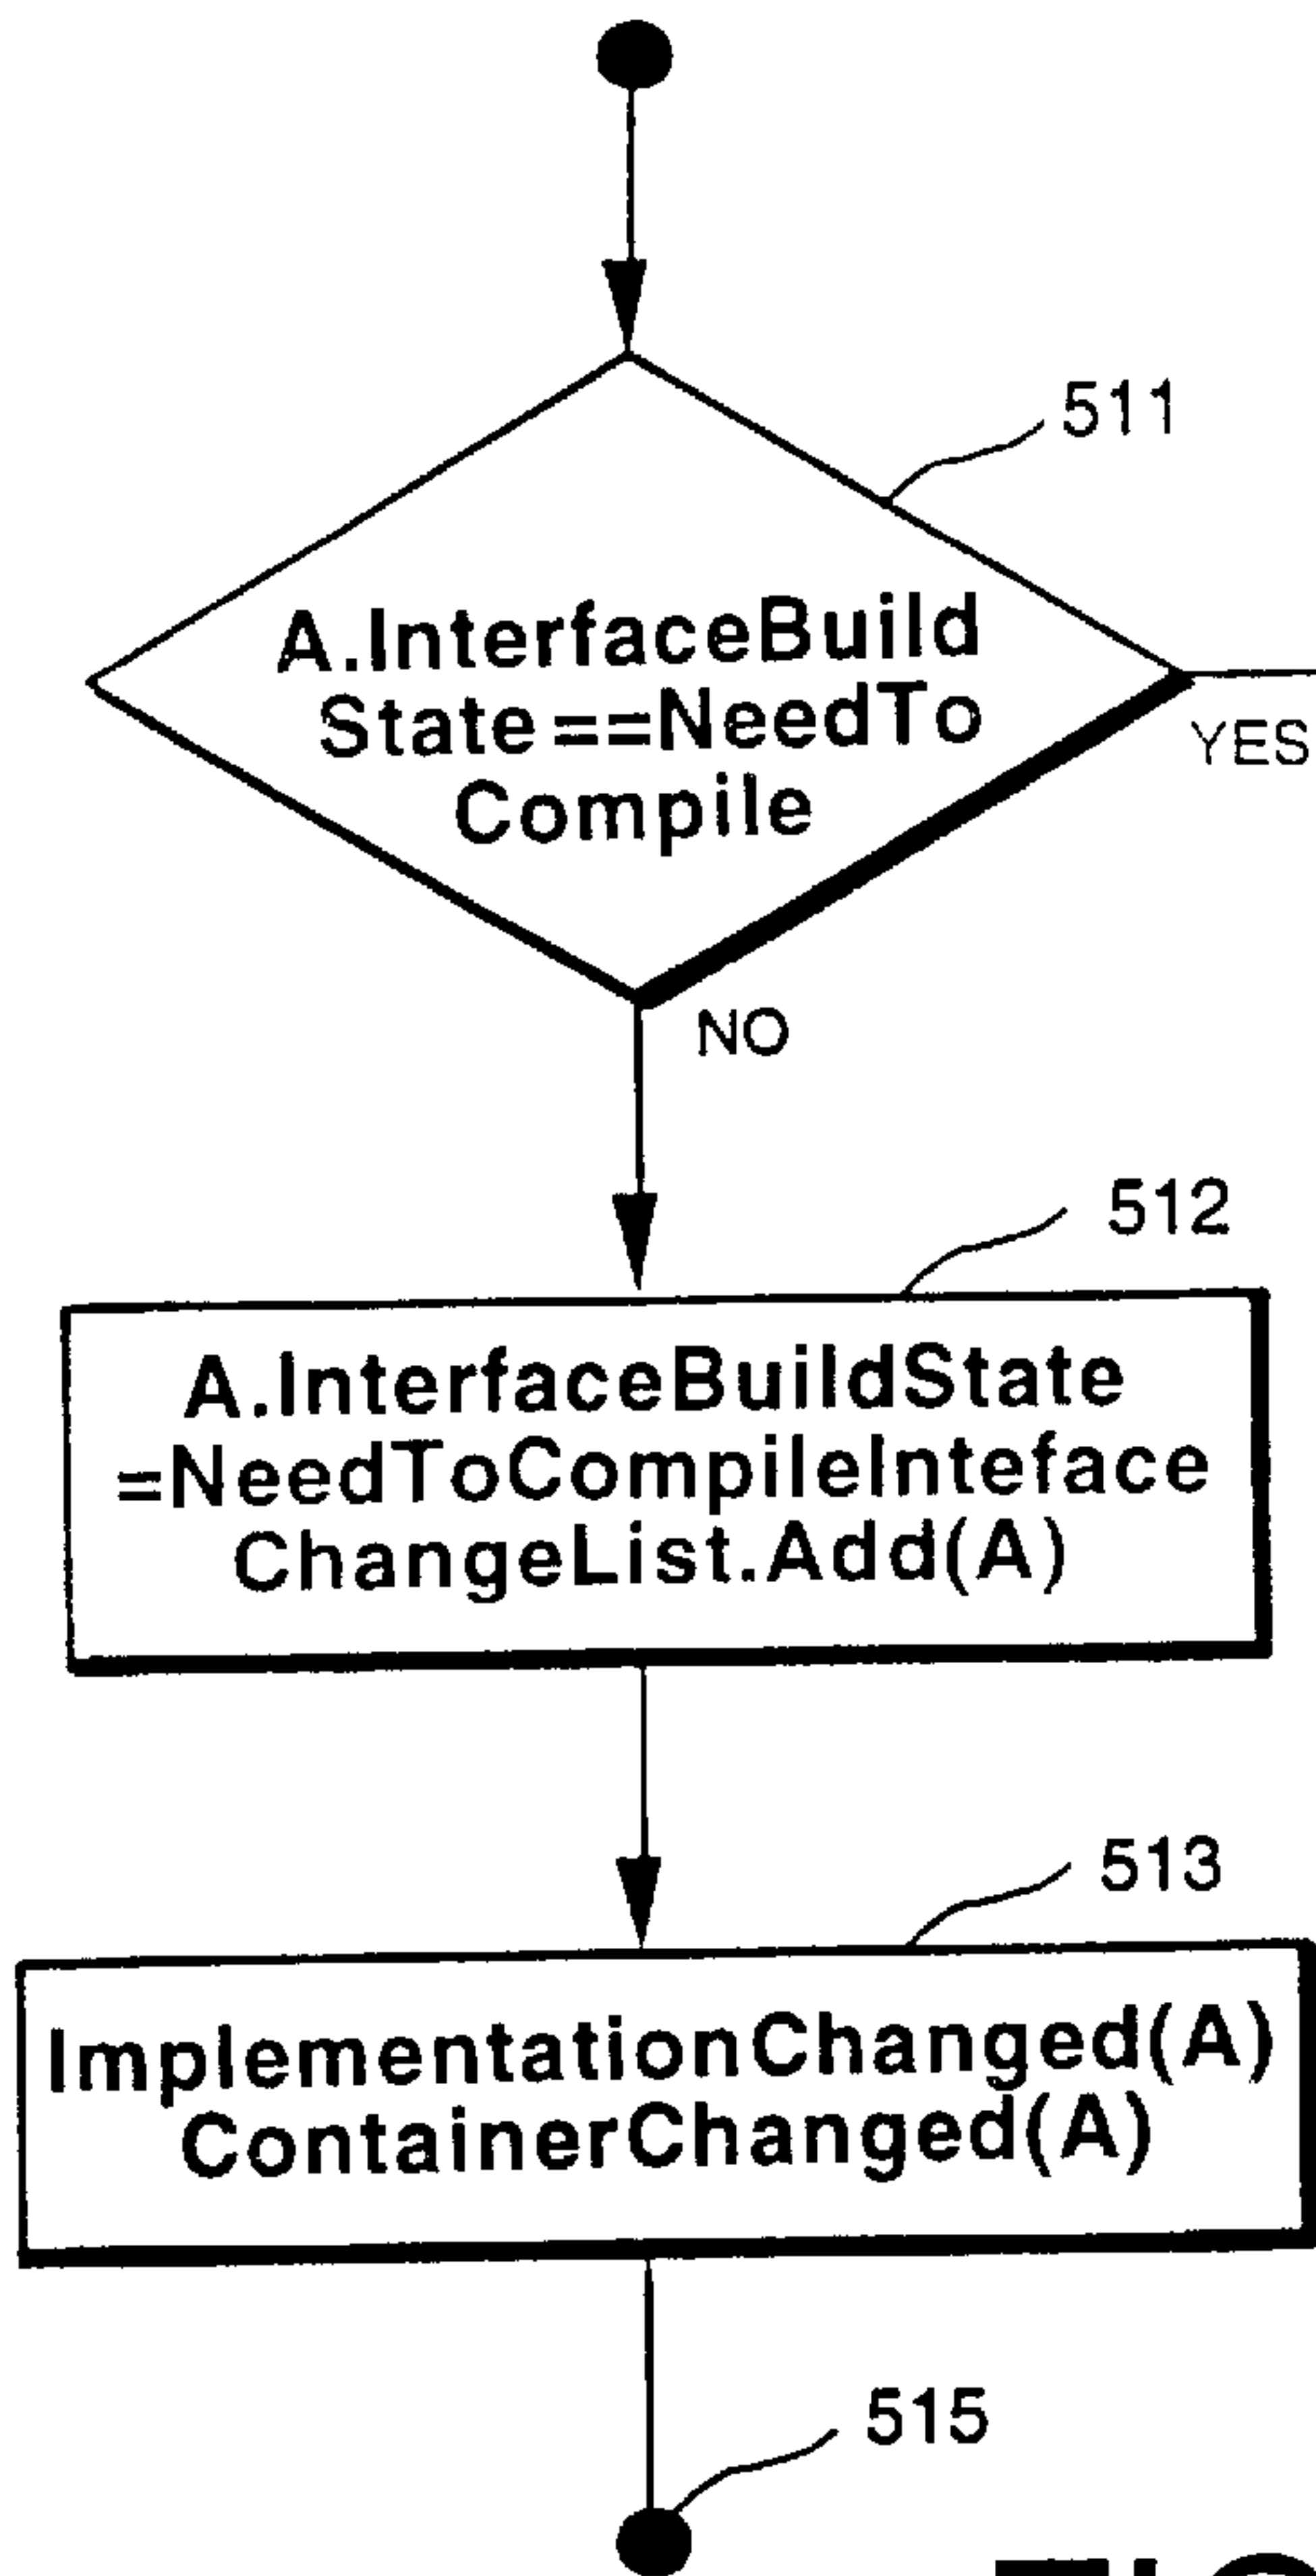 511
A.InterfaceBuild
State==NeedTo
Compile
YES
NO
512
A.InterfaceBuildState
=NeedToCompileInteface
ChangeList.Add(A)
513
ImplementationChanged(A)
ContainerChanged(A)
515